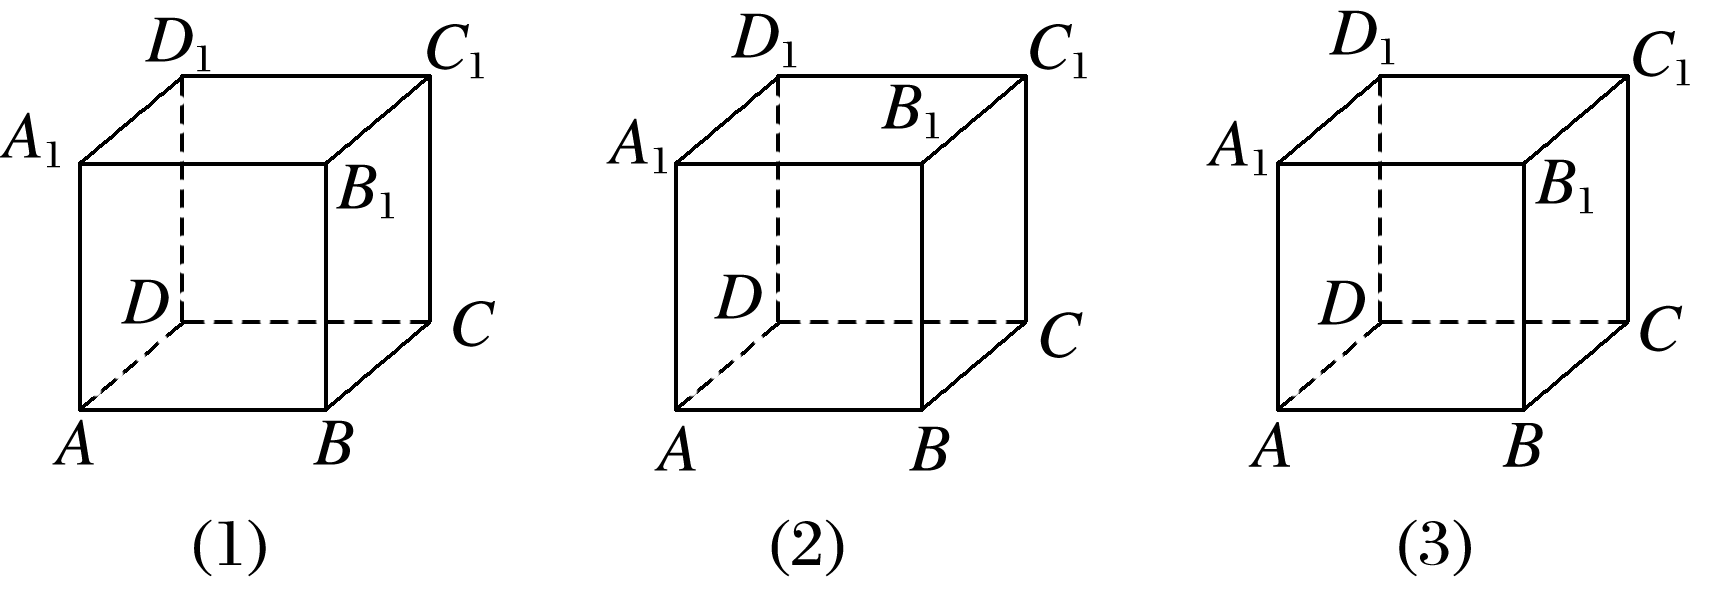 D₁ C₁ D₁ C₁ D₁ C₁
A₁ B₁ A₁ B₁ A₁ B₁
D C D C D C
A B A B A B
(1) (2) (3)